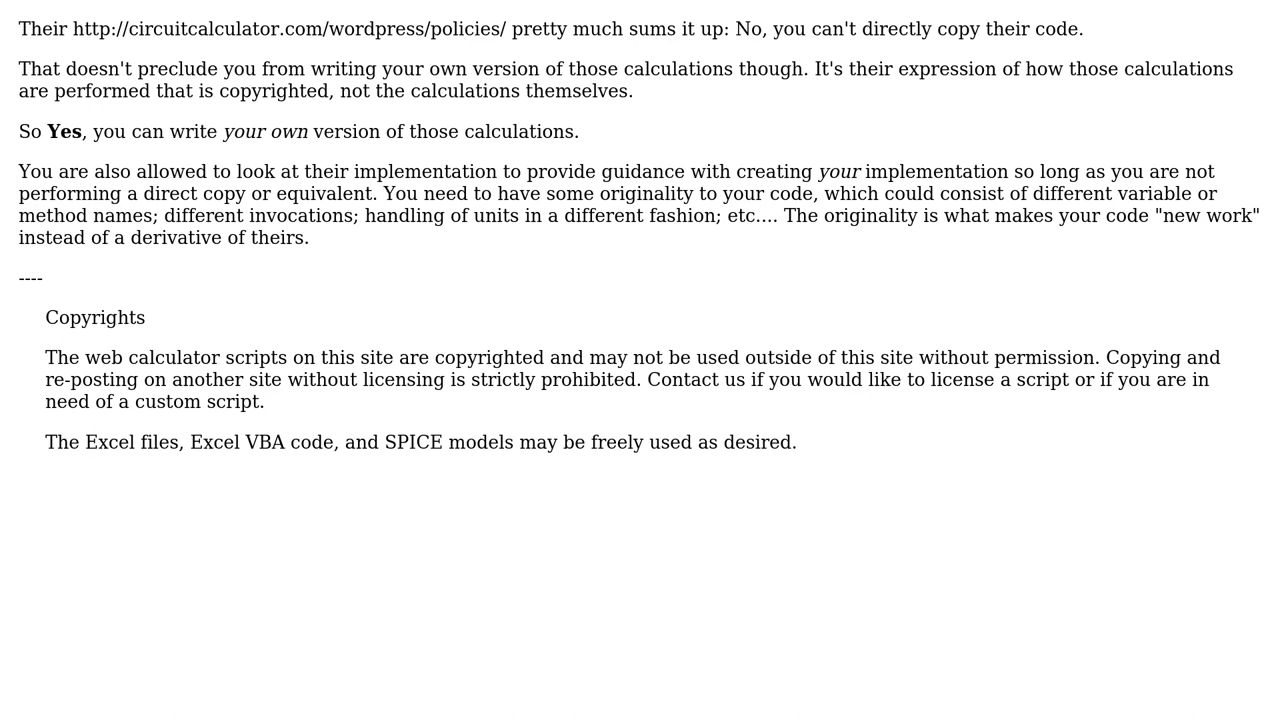 Their http://circuitcalculator.com/wordpress/policies/ pretty much sums it up: No, you can't directly copy their code.
That doesn't preclude you from writing your own version of those calculations though. It's their expression of how those calculations
are performed that is copyrighted, not the calculations themselves.
So Yes, you can write your own version of those calculations.
You are also allowed to look at their implementation to provide guidance with creating your implementation so long as you are not
performing a direct copy or equivalent. You need to have some originality to your code, which could consist of different variable or
method names; different invocations; handling of units in a different fashion; etc.... The originality is what makes your code "new work"
instead of a derivative of theirs.
----
Copyrights
The web calculator scripts on this site are copyrighted and may not be used outside of this site without permission. Copying and
re-posting on another site without licensing is strictly prohibited. Contact us if you would like to license a script or if you are in
need of a custom script.
The Excel files, Excel VBA code, and SPICE models may be freely used as desired.